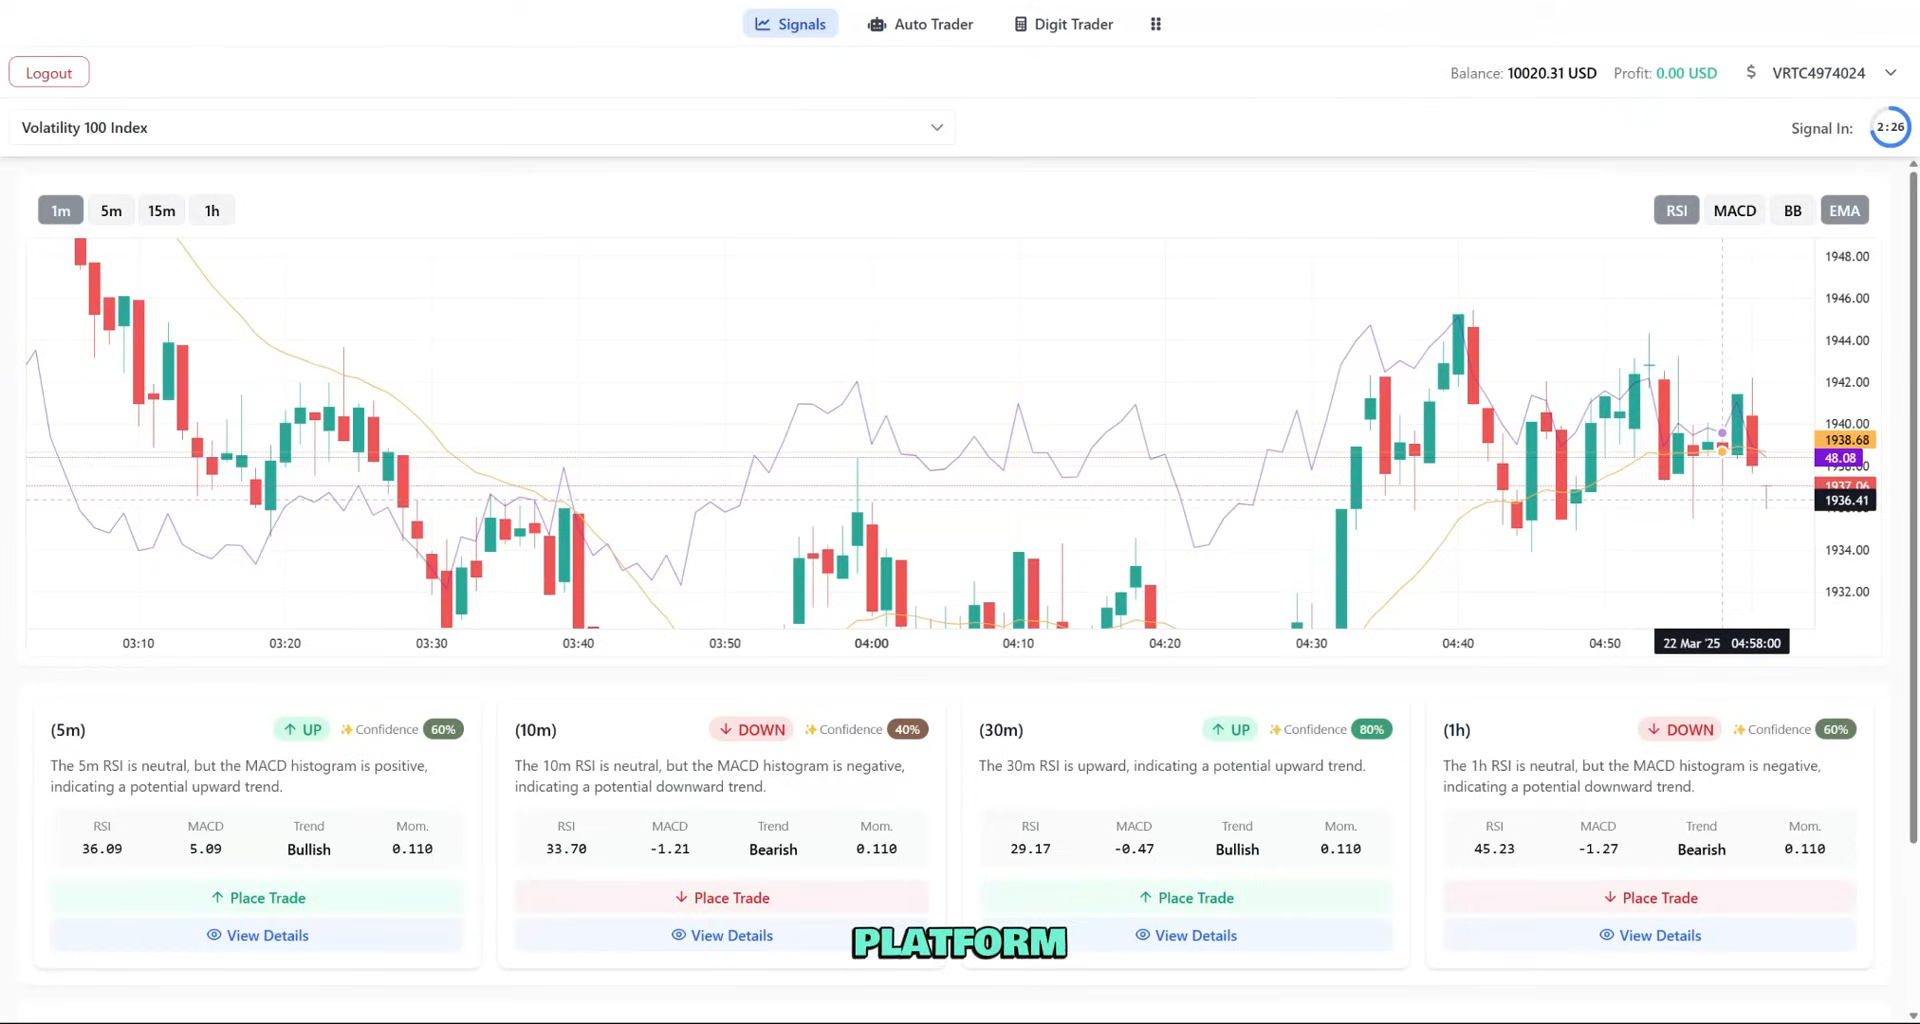 Signals Auto Trader Digit Trader
Logout
Balance: 10020.31 USD Profit: 0.00 USD $ VRTC4974024
Volatility 100 Index
Signal In: 2:26
1m 5m 15m 1h
RSI MACD BB EMA
1948.00
1946.00
1944.00
1942.00
1940.00
1938.68
48.08
1937.06
1936.41
1934.00
1932.00
03:10 03:20 03:30 03:40 03:50 04:00 04:10 04:20 04:30 04:40 04:50 22 Mar '25 04:58:00
(5m) UP Confidence 60%
The 5m RSI is neutral, but the MACD histogram is positive,
indicating a potential upward trend.
RSI MACD Trend Mom.
36.09 5.09 Bullish 0.110
Place Trade
View Details
(10m) DOWN Confidence 40%
The 10m RSI is neutral, but the MACD histogram is negative,
indicating a potential downward trend.
RSI MACD Trend Mom.
33.70 -1.21 Bearish 0.110
Place Trade
View Details
(30m) UP Confidence 80%
The 30m RSI is upward, indicating a potential upward trend.
RSI MACD Trend Mom.
29.17 -0.47 Bullish 0.110
Place Trade
View Details
(1h) DOWN Confidence 60%
The 1h RSI is neutral, but the MACD histogram is negative,
indicating a potential downward trend.
RSI MACD Trend Mom.
45.23 -1.27 Bearish 0.110
Place Trade
View Details
PLATFORM